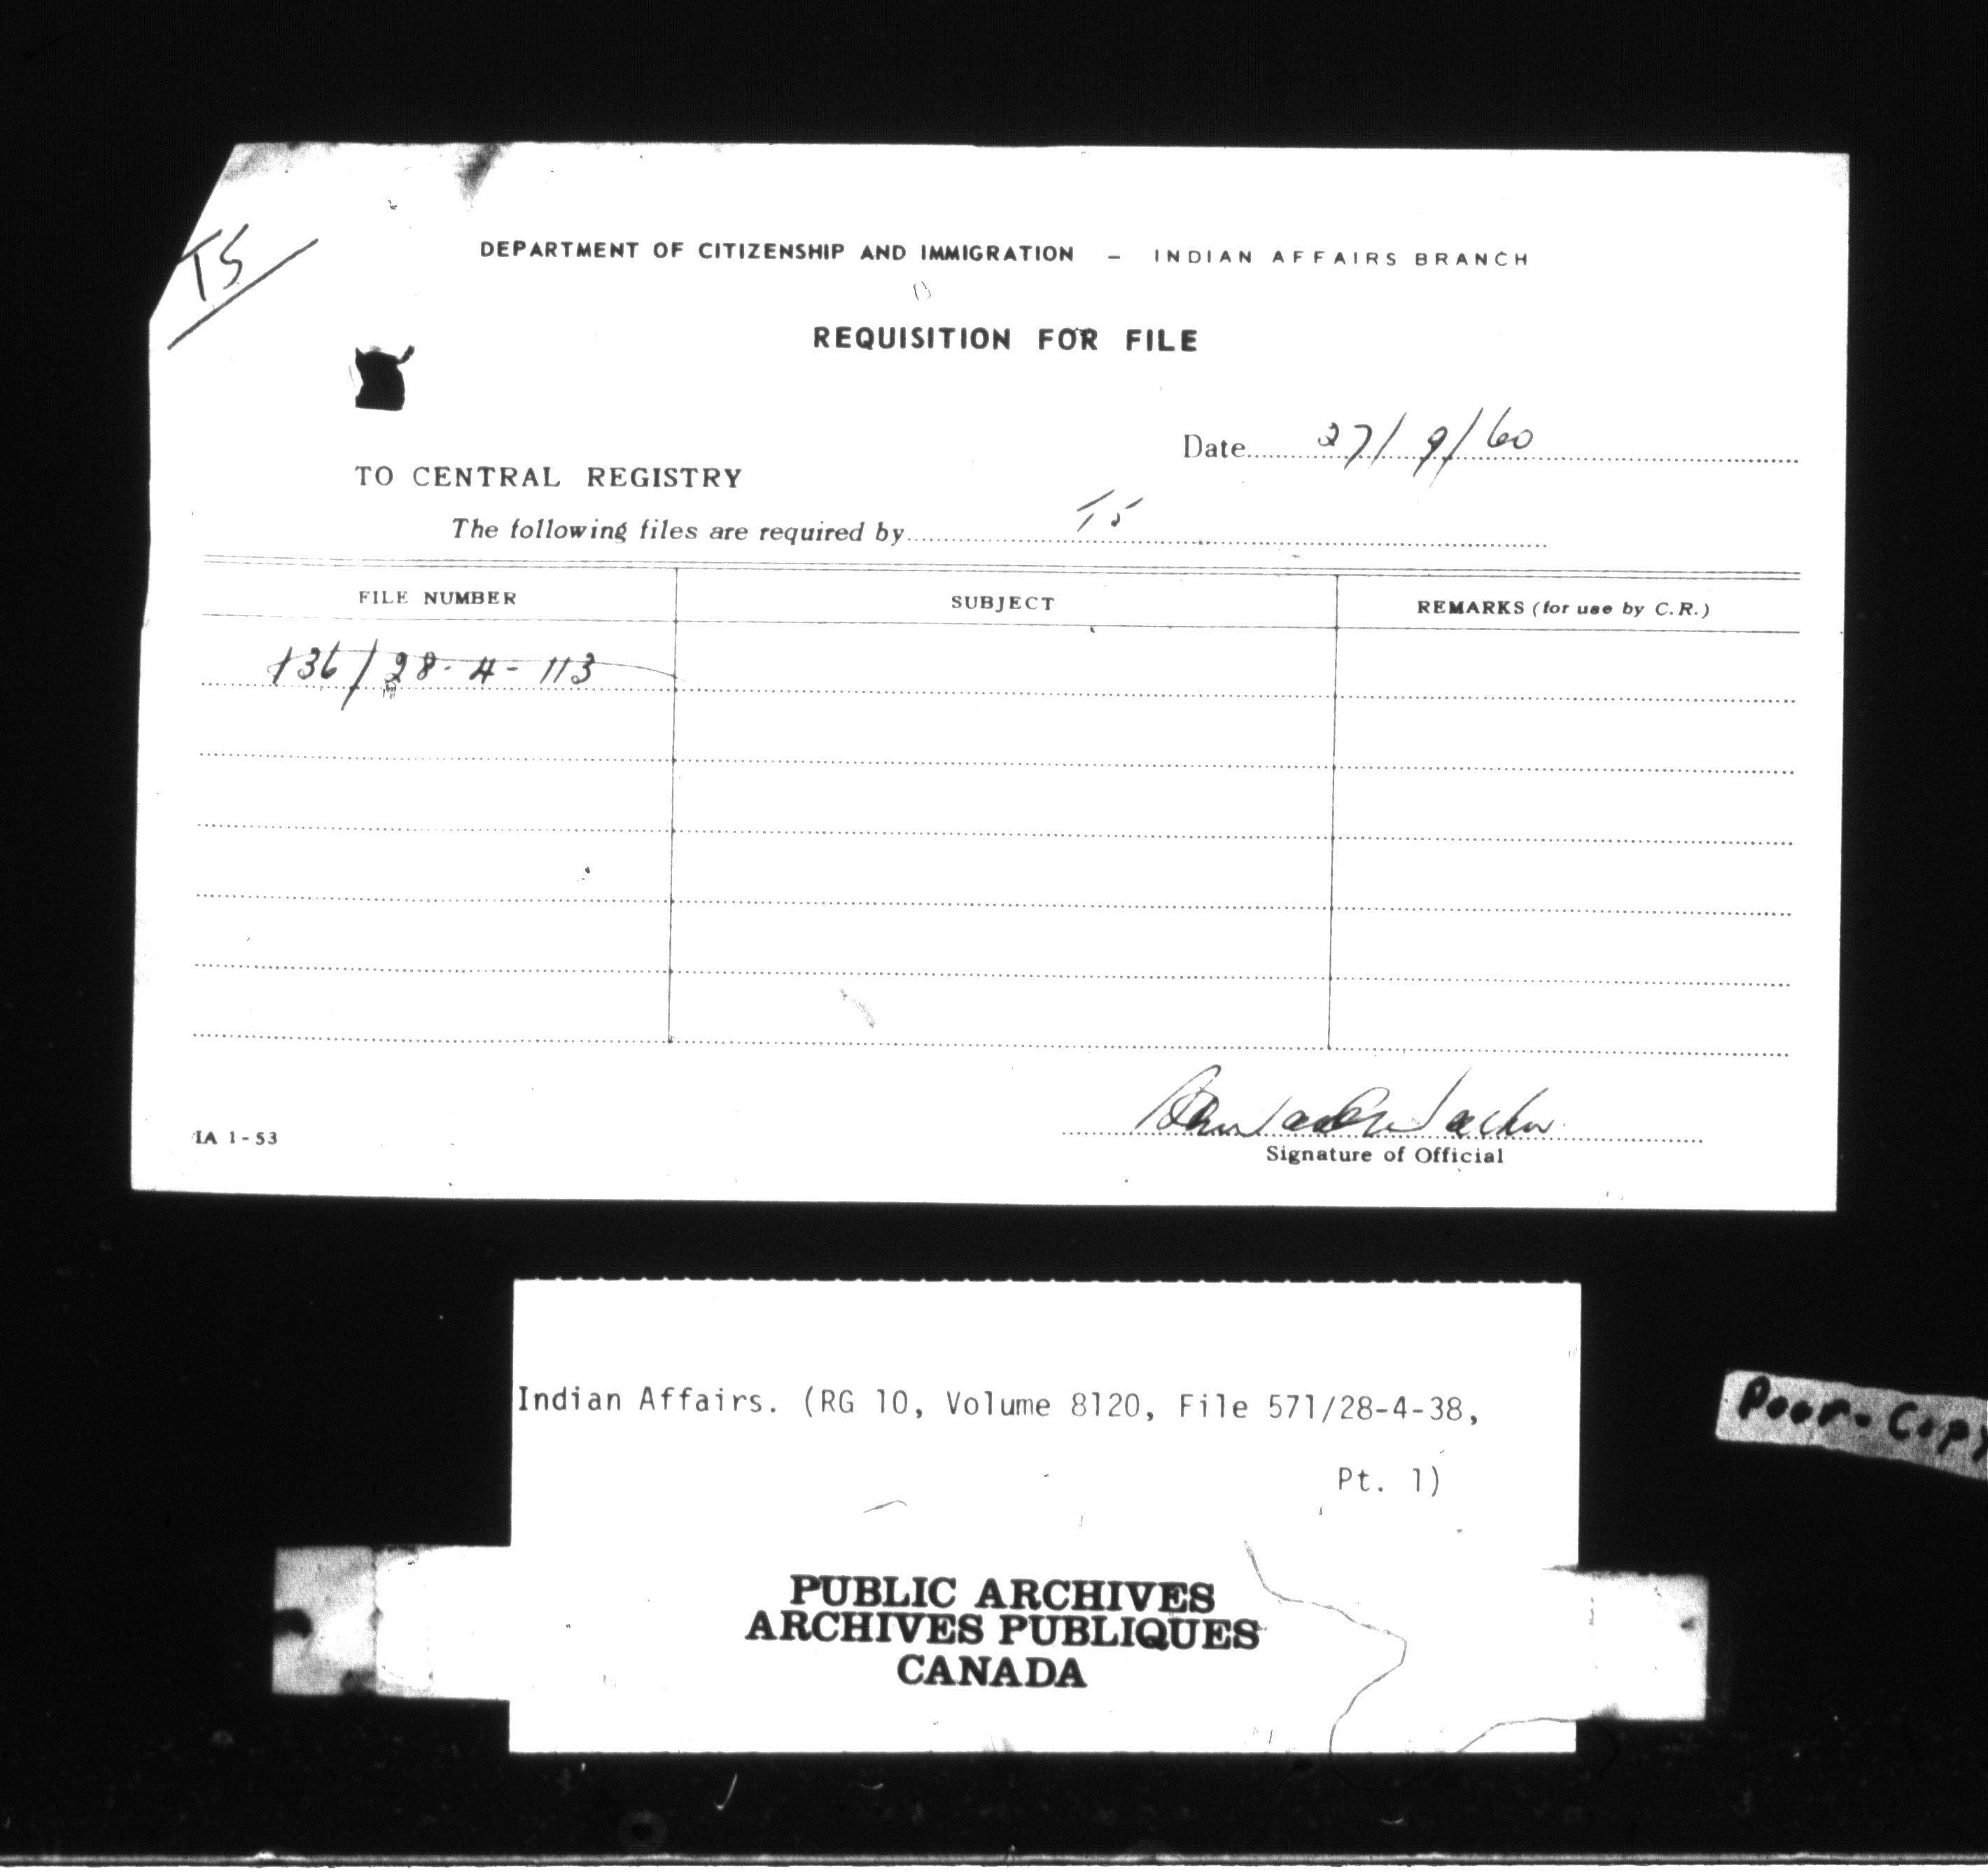 TS
DEPARTMENT OF CITIZENSHIP AND IMMIGRATION – INDIAN AFFAIRS BRANCH
REQUISITION FOR FILE
Date 27/9/60
TO CENTRAL REGISTRY
The following files are required by TS
FILE NUMBER SUBJECT REMARKS (for use by C.R.)
136/28-4-113
IA 1-53
Signature of Official
Indian Affairs. (RG 10, Volume 8120, File 571/28-4-38,
Pt. 1)
Poor-Copy
PUBLIC ARCHIVES
ARCHIVES PUBLIQUES
CANADA